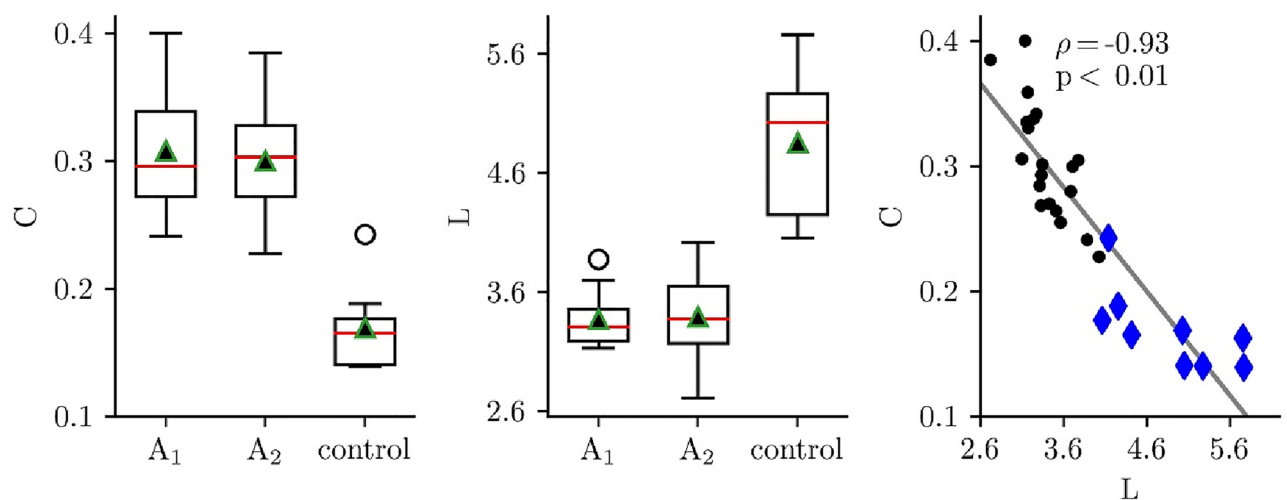 0.4
0.3
C
0.2
0.1
A₁ A₂ control
5.6
4.6
L
3.6
2.6
A₁ A₂ control
0.4
ρ = -0.93
p < 0.01
0.3
C
0.2
0.1
2.6 3.6 4.6 5.6
L